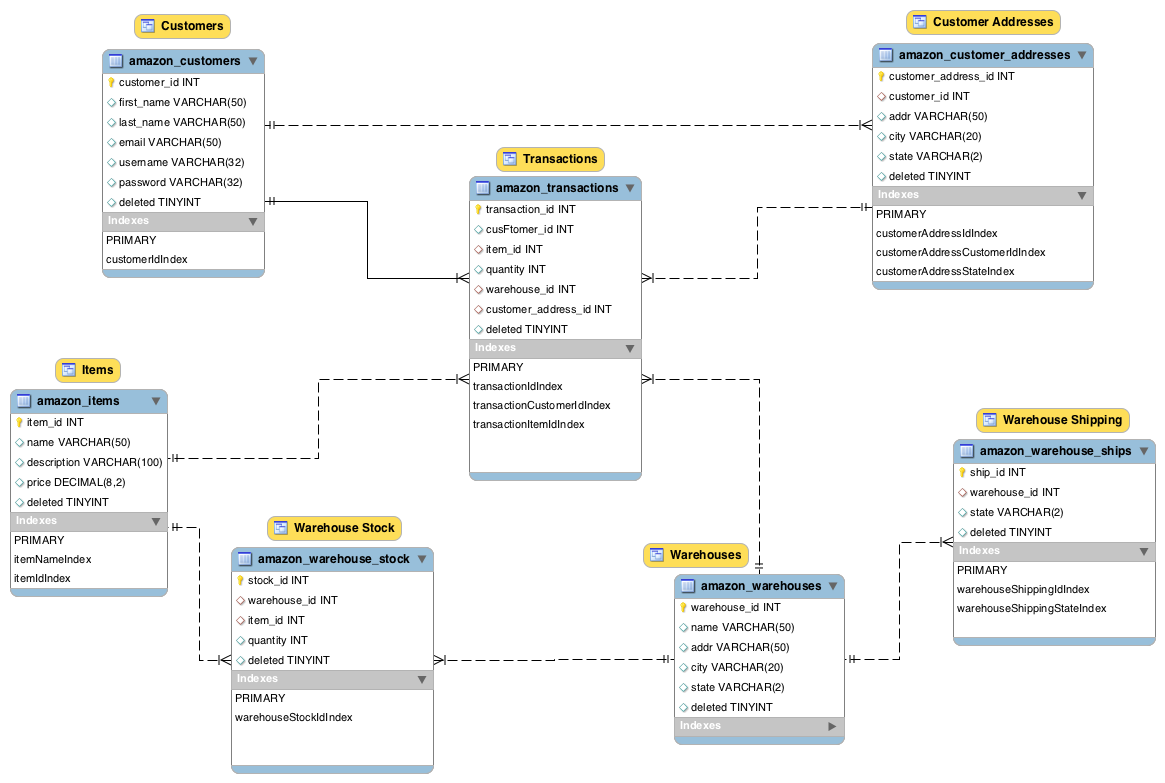 Customers
amazon_customers
customer_id INT
first_name VARCHAR(50)
last_name VARCHAR(50)
email VARCHAR(50)
username VARCHAR(32)
password VARCHAR(32)
deleted TINYINT
Indexes
PRIMARY
customerIdIndex
Customer Addresses
amazon_customer_addresses
customer_address_id INT
customer_id INT
addr VARCHAR(50)
city VARCHAR(20)
state VARCHAR(2)
deleted TINYINT
Indexes
PRIMARY
customerAddressIdIndex
customerAddressCustomerIdIndex
customerAddressStateIndex
Transactions
amazon_transactions
transaction_id INT
cusFtomer_id INT
item_id INT
quantity INT
warehouse_id INT
customer_address_id INT
deleted TINYINT
Indexes
PRIMARY
transactionIdIndex
transactionCustomerIdIndex
transactionItemIdIndex
Items
amazon_items
item_id INT
name VARCHAR(50)
description VARCHAR(100)
price DECIMAL(8,2)
deleted TINYINT
Indexes
PRIMARY
itemNameIndex
itemIdIndex
Warehouse Stock
amazon_warehouse_stock
stock_id INT
warehouse_id INT
item_id INT
quantity INT
deleted TINYINT
Indexes
PRIMARY
warehouseStockIdIndex
Warehouses
amazon_warehouses
warehouse_id INT
name VARCHAR(50)
addr VARCHAR(50)
city VARCHAR(20)
state VARCHAR(2)
deleted TINYINT
Indexes
Warehouse Shipping
amazon_warehouse_ships
ship_id INT
warehouse_id INT
state VARCHAR(2)
deleted TINYINT
Indexes
PRIMARY
warehouseShippingIdIndex
warehouseShippingStateIndex